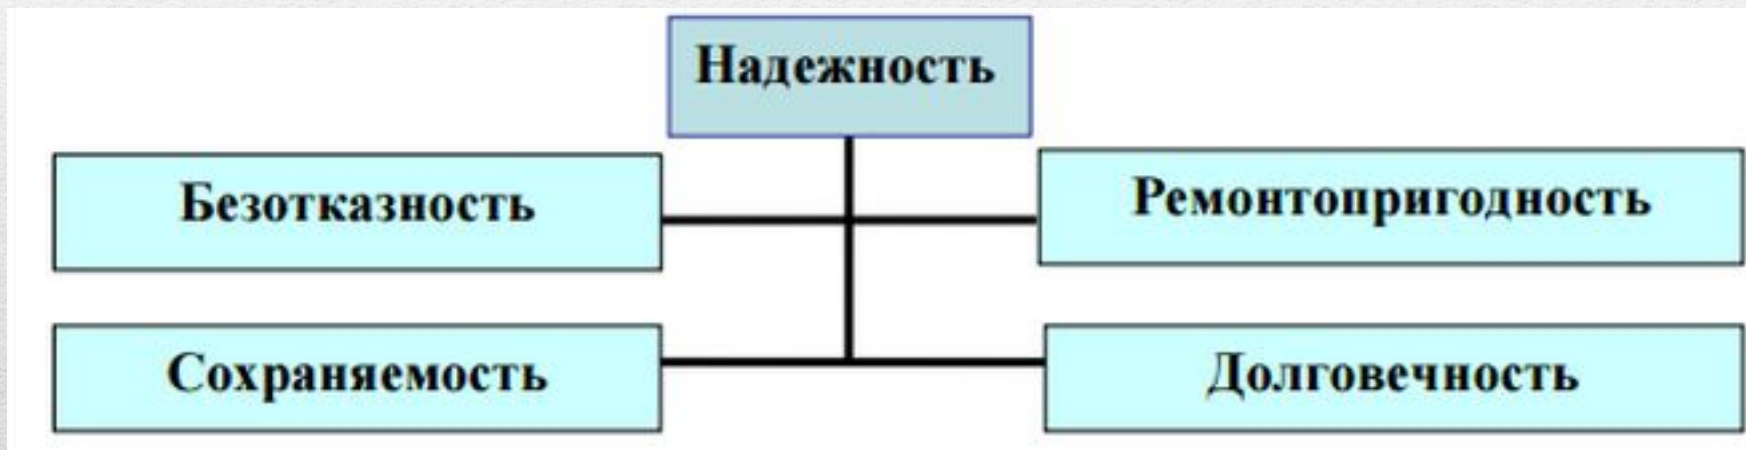 Надежность
Безотказность
Ремонтопригодность
Сохраняемость
Долговечность